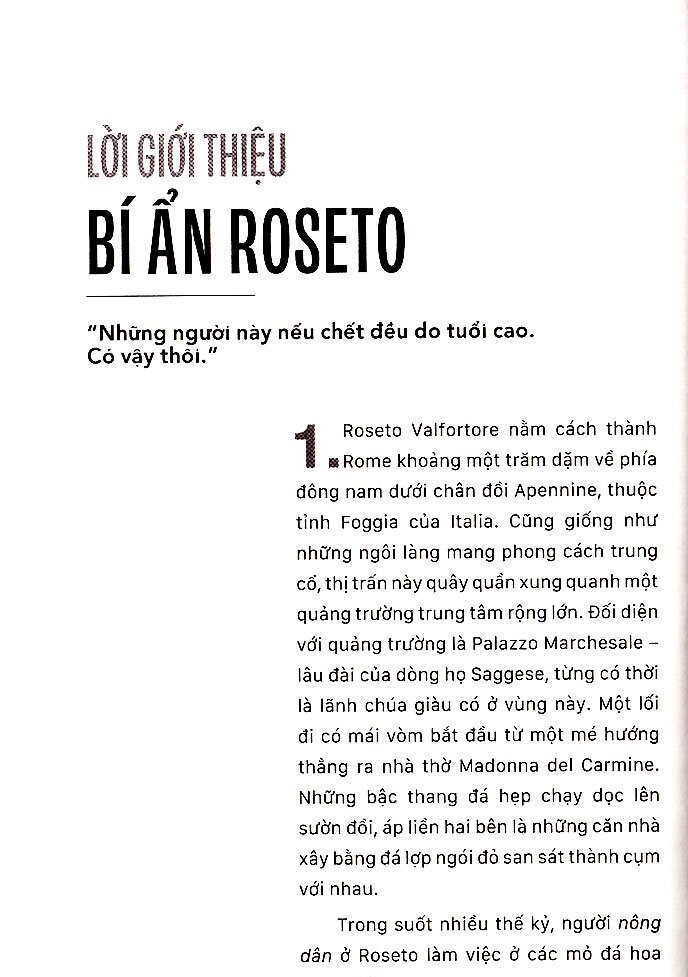 LỜI GIỚI THIỆU
BÍ ẨN ROSETO
“Những người này nếu chết đều do tuổi cao.
Có vậy thôi.”
1. Roseto Valfortore nằm cách thành
Rome khoảng một trăm dặm về phía
đông nam dưới chân đồi Apennine, thuộc
tỉnh Foggia của Italia. Cũng giống như
những ngôi làng mang phong cách trung
cổ, thị trấn này quây quần xung quanh một
quảng trường trung tâm rộng lớn. Đối diện
với quảng trường là Palazzo Marchesale –
lâu đài của dòng họ Saggese, từng có thời
là lãnh chúa giàu có ở vùng này. Một lối
đi có mái vòm bắt đầu từ một mé hướng
thẳng ra nhà thờ Madonna del Carmine.
Những bậc thang đá hẹp chạy dọc lên
sườn đồi, áp liền hai bên là những căn nhà
xây bằng đá lợp ngói đỏ san sát thành cụm
với nhau.
Trong suốt nhiều thế kỷ, người nông
dân ở Roseto làm việc ở các mỏ đá hoa